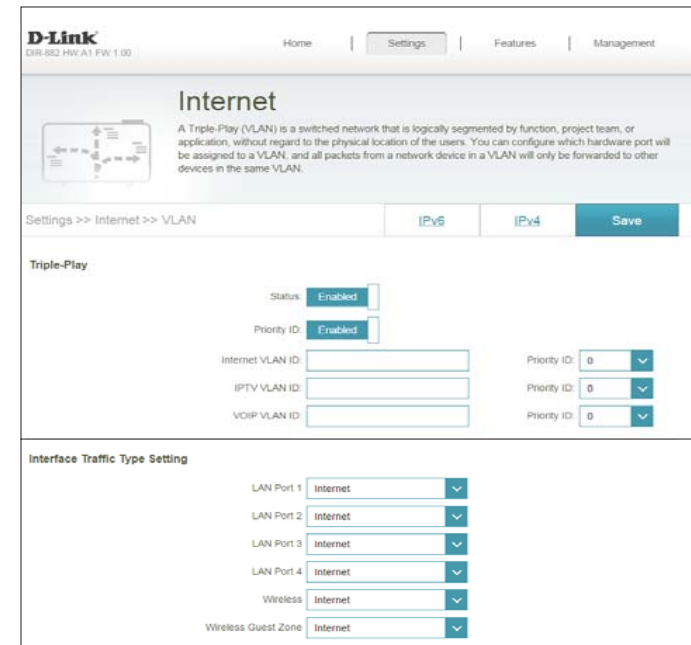 D-Link
DIR-882 HW:A1 FW:1.00
Home | Settings | Features | Management
Internet
A Triple-Play (VLAN) is a switched network that is logically segmented by function, project team, or
application, without regard to the physical location of the users. You can configure which hardware port will
be assigned to a VLAN, and all packets from a network device in a VLAN will only be forwarded to other
devices in the same VLAN.
Settings >> Internet >> VLAN IPv6 IPv4 Save
Triple-Play
Status: Enabled
Priority ID: Enabled
Internet VLAN ID: Priority ID: 0
IPTV VLAN ID: Priority ID: 0
VOIP VLAN ID: Priority ID: 0
Interface Traffic Type Setting
LAN Port 1 Internet
LAN Port 2 Internet
LAN Port 3 Internet
LAN Port 4 Internet
Wireless Internet
Wireless Guest Zone Internet